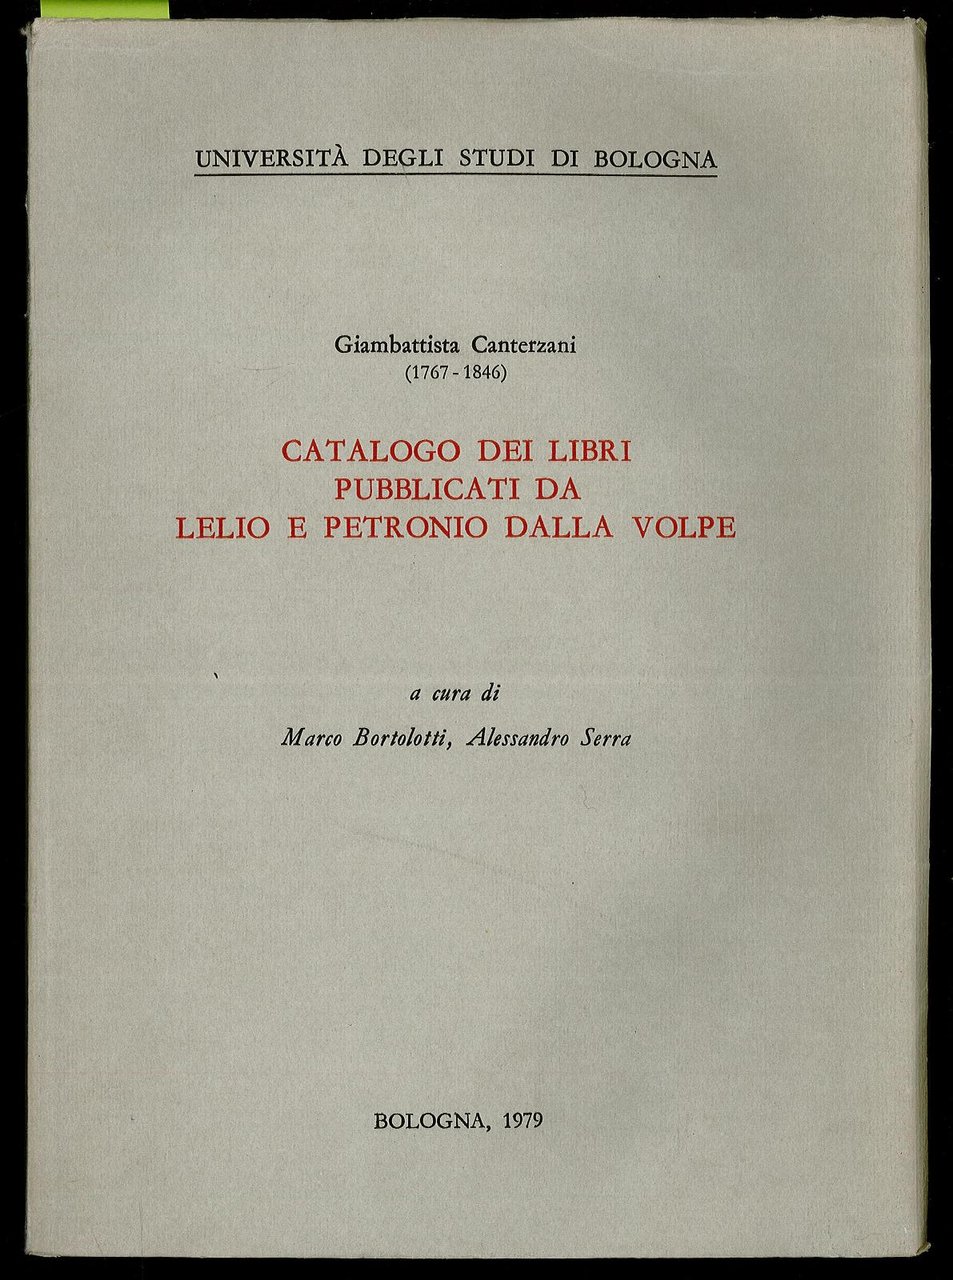 UNIVERSITÀ DEGLI STUDI DI BOLOGNA
Giambattista Canterzani
(1767-1846)
CATALOGO DEI LIBRI
PUBBLICATI DA
LELIO E PETRONIO DALLA VOLPE
a cura di
Marco Bortolotti, Alessandro Serra
BOLOGNA, 1979